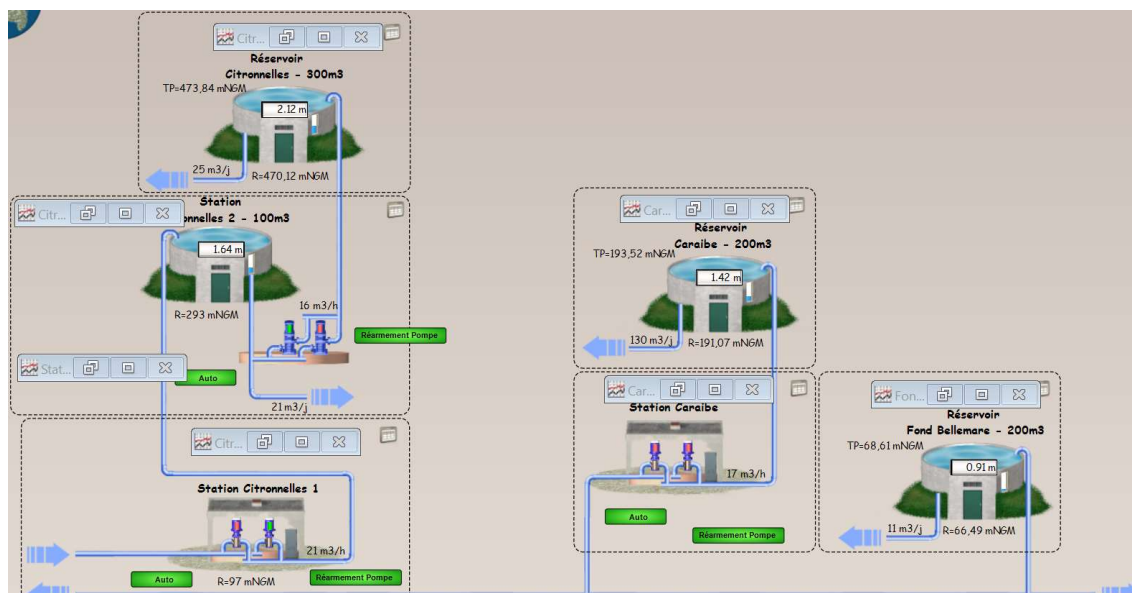 Citr...
Réservoir
Citronnelles - 300m3
TP=473,84 mNGM
2.12 m
25 m3/j
R=470,12 mNGM
Station
Citr...
onnelles 2 - 100m3
1.64 m
R=293 mNGM
16 m3/h
Réarmement Pompe
Stat...
Auto
21 m3/j
Citr...
Station Citronnelles 1
21 m3/h
Auto
R=97 mNGM
Réarmement Pompe
Car...
Réservoir
Caraibe - 200m3
TP=193,52 mNGM
1.42 m
130 m3/j
R=191,07 mNGM
Car...
Station Caraibe
17 m3/h
Auto
Réarmement Pompe
Fon...
Réservoir
Fond Bellemare - 200m3
TP=68,61 mNGM
0.91 m
11 m3/j
R=66,49 mNGM